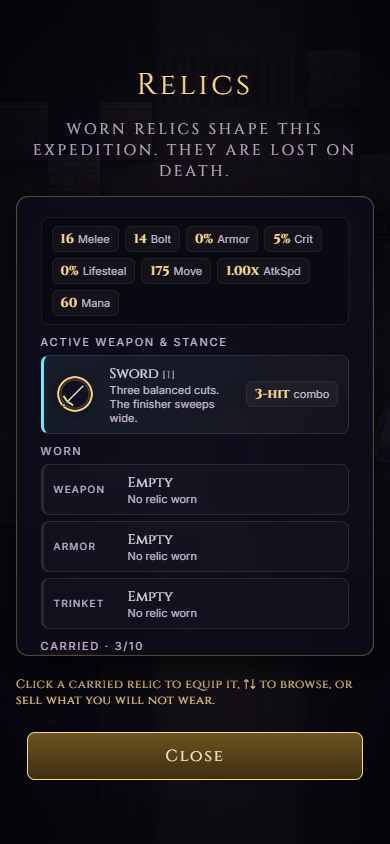 Relics
WORN RELICS SHAPE THIS
EXPEDITION. THEY ARE LOST ON
DEATH.
16 Melee 14 Bolt 0% Armor 5% Crit
0% Lifesteal 175 Move 1.00x AtkSpd
60 Mana
ACTIVE WEAPON & STANCE
Sword [1]
Three balanced cuts.
The finisher sweeps
wide.
3-HIT combo
WORN
WEAPON
Empty
No relic worn
ARMOR
Empty
No relic worn
TRINKET
Empty
No relic worn
CARRIED · 3/10
Click a carried relic to equip it, ↑↓ to browse, or
sell what you will not wear.
Close